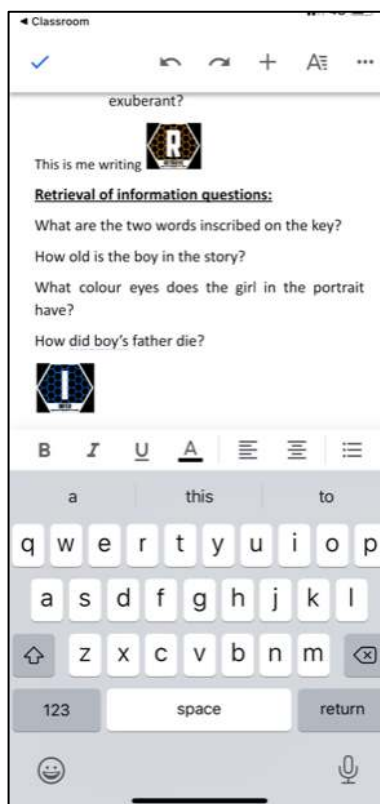 Classroom
exuberant?
This is me writing R
Retrieval of information questions:
What are the two words inscribed on the key?
How old is the boy in the story?
What colour eyes does the girl in the portrait
have?
How did boy's father die?
I
B I U A
a this to
q w e r t y u i o p
a s d f g h j k l
z x c v b n m
123 space return